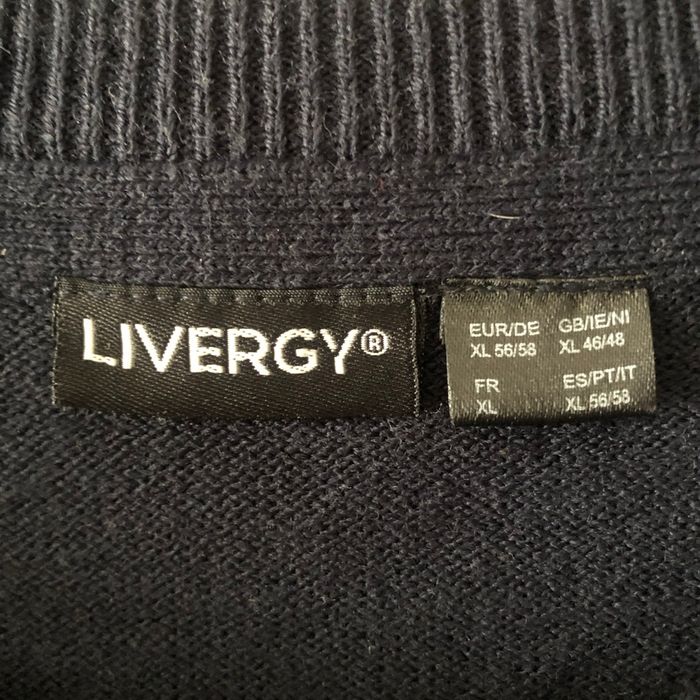 LIVERGY®
EUR/DE GB/IE/NI
XL 56/58 XL 46/48
FR ES/PT/IT
XL XL 56/58